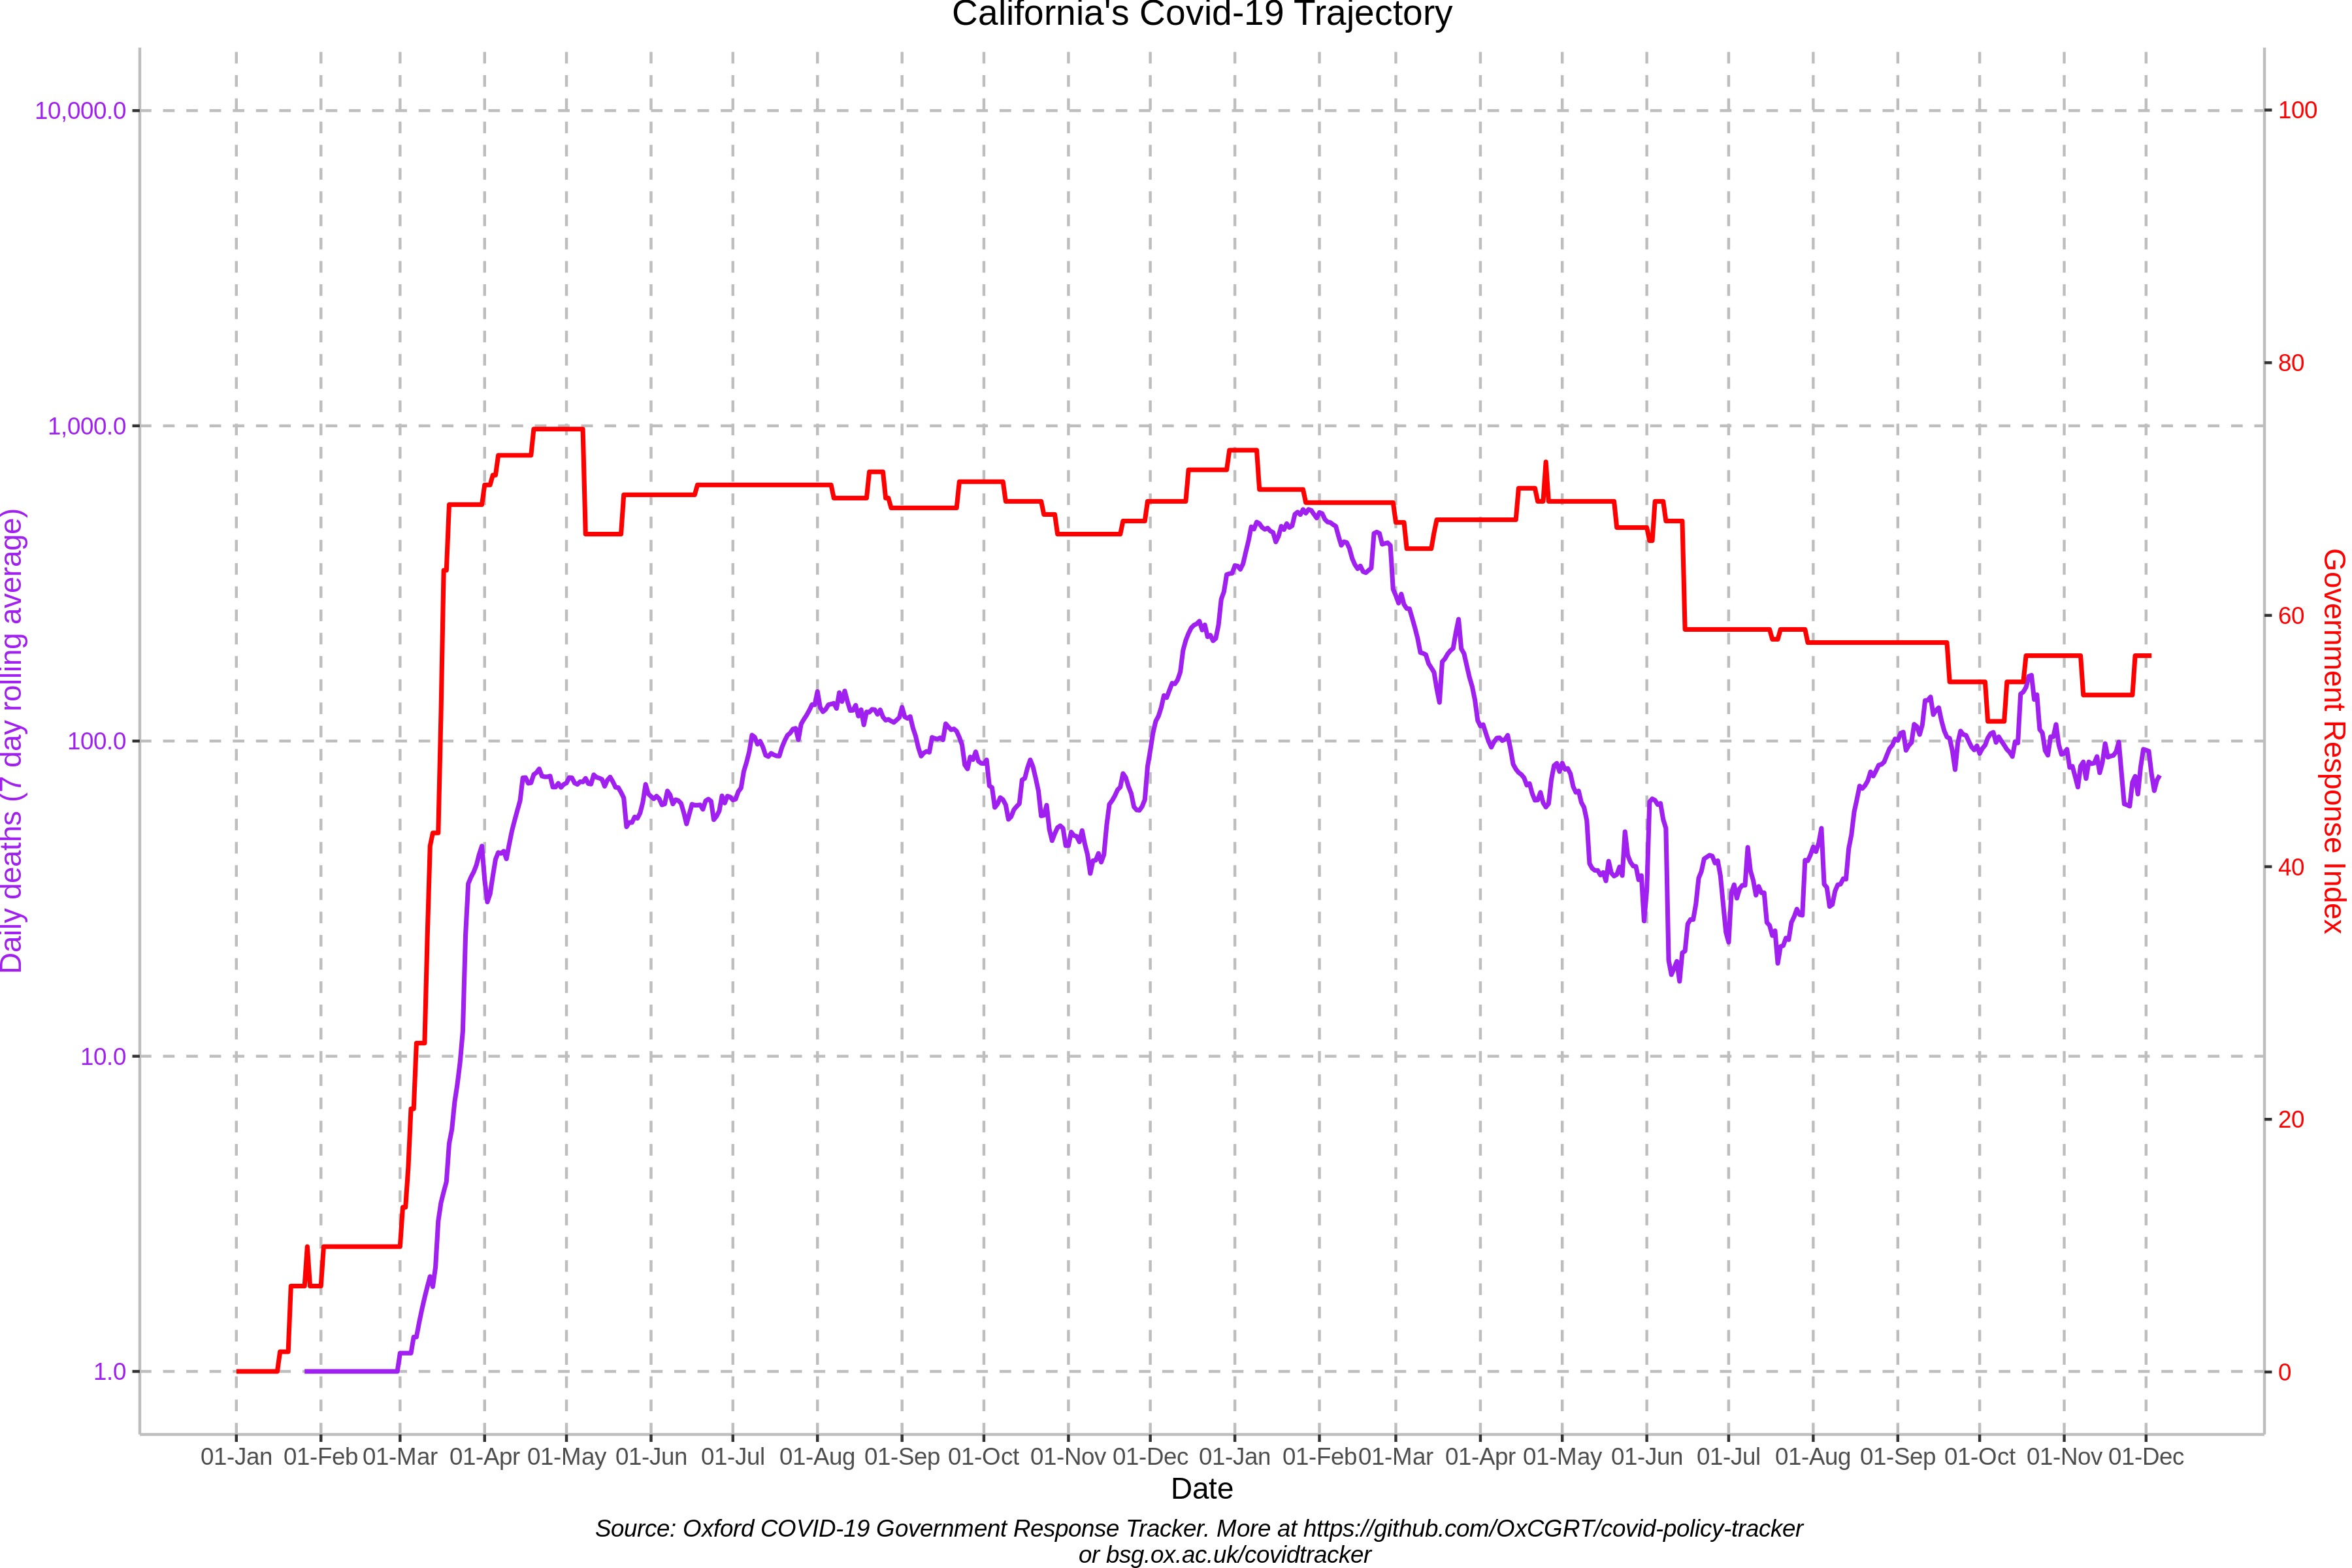 California's Covid-19 Trajectory
10,000.0
1,000.0
100.0
10.0
1.0
Daily deaths (7 day rolling average)
100
80
60
40
20
0
Government Response Index
01-Jan 01-Feb 01-Mar 01-Apr 01-May 01-Jun 01-Jul 01-Aug 01-Sep 01-Oct 01-Nov 01-Dec 01-Jan 01-Feb 01-Mar 01-Apr 01-May 01-Jun 01-Jul 01-Aug 01-Sep 01-Oct 01-Nov 01-Dec
Date
Source: Oxford COVID-19 Government Response Tracker. More at https://github.com/OxCGRT/covid-policy-tracker
or bsg.ox.ac.uk/covidtracker